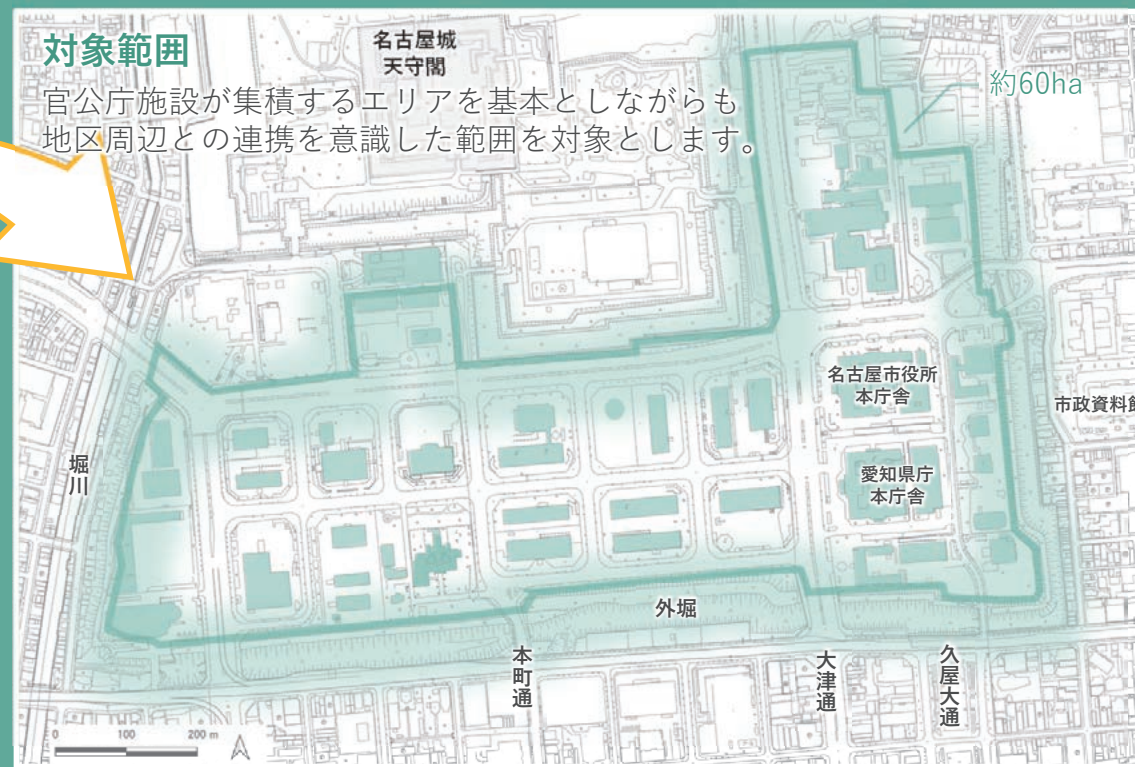 対象範囲
官公庁施設が集積するエリアを基本としながらも
地区周辺との連携を意識した範囲を対象とします。
名古屋城
天守閣
約60ha
名古屋市役所
本庁舎
市政資料館
愛知県庁
本庁舎
堀川
外堀
本町通
大津通
久屋大通
0 100 200 m